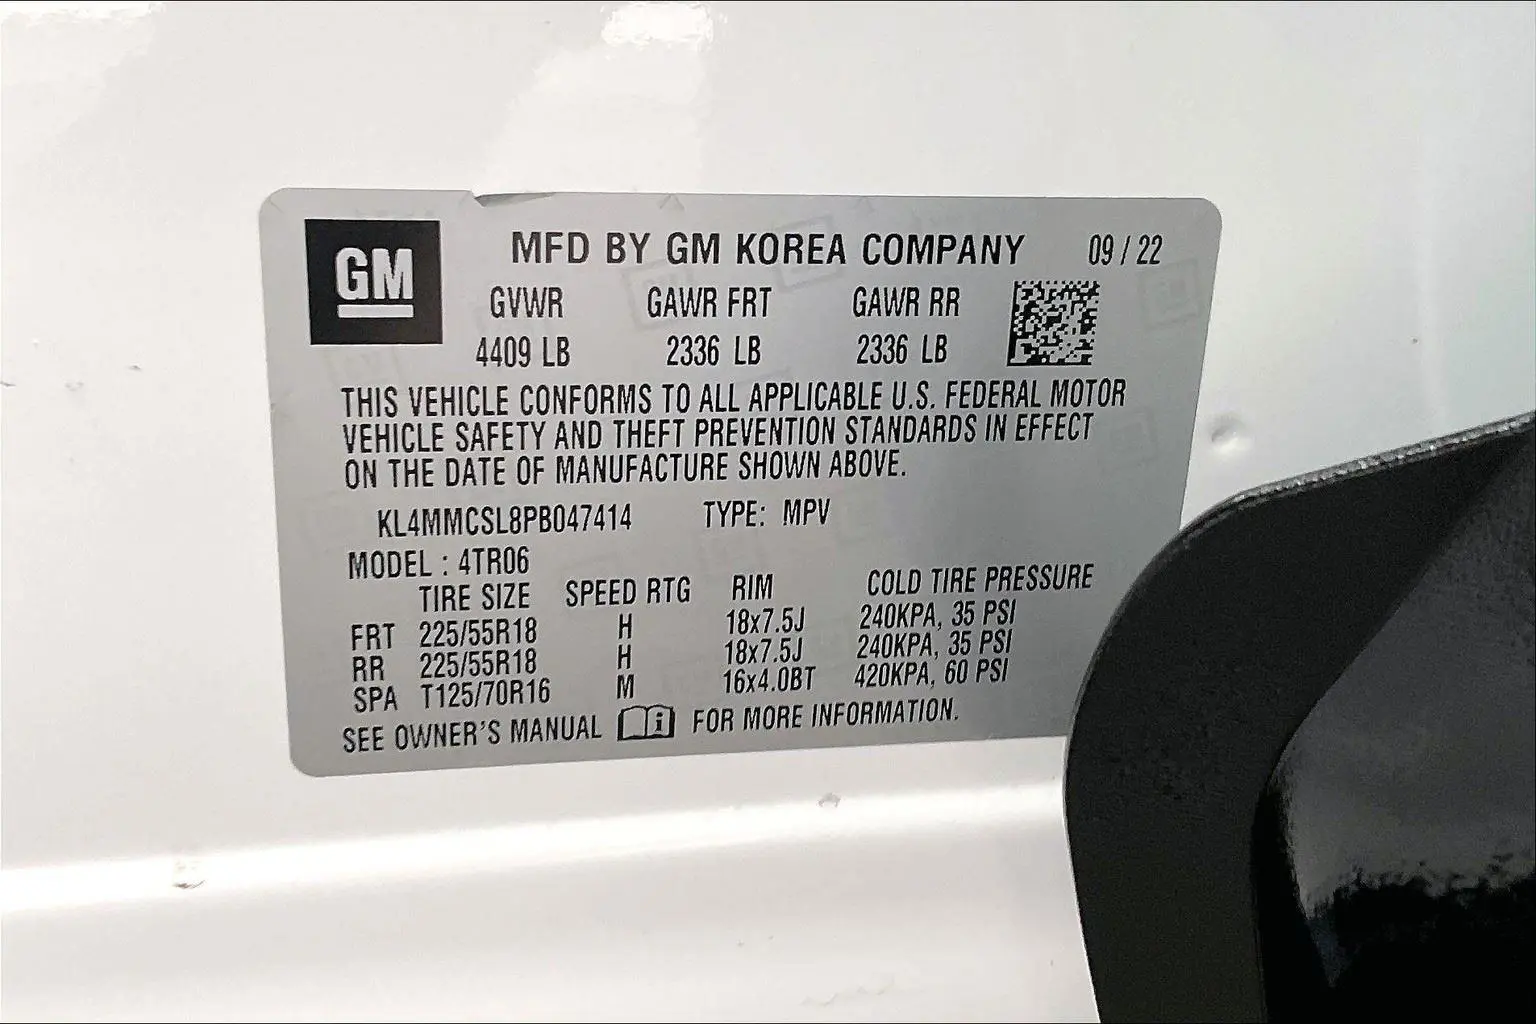 GM
MFD BY GM KOREA COMPANY 09 / 22
GVWR GAWR FRT GAWR RR
4409 LB 2336 LB 2336 LB
THIS VEHICLE CONFORMS TO ALL APPLICABLE U.S. FEDERAL MOTOR
VEHICLE SAFETY AND THEFT PREVENTION STANDARDS IN EFFECT
ON THE DATE OF MANUFACTURE SHOWN ABOVE.
KL4MMCSL8PB047414 TYPE: MPV
MODEL : 4TR06
TIRE SIZE SPEED RTG RIM COLD TIRE PRESSURE
FRT 225/55R18 H 18x7.5J 240KPA, 35 PSI
RR 225/55R18 H 18x7.5J 240KPA, 35 PSI
SPA T125/70R16 M 16x4.0BT 420KPA, 60 PSI
SEE OWNER'S MANUAL i FOR MORE INFORMATION.